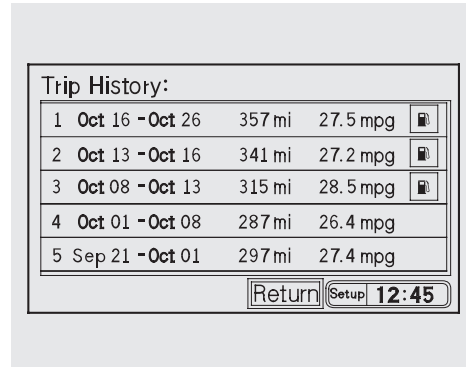 Trip History:
1 Oct 16 - Oct 26 357 mi 27.5 mpg
2 Oct 13 - Oct 16 341 mi 27.2 mpg
3 Oct 08 - Oct 13 315 mi 28.5 mpg
4 Oct 01 - Oct 08 287 mi 26.4 mpg
5 Sep 21 - Oct 01 297 mi 27.4 mpg
Return Setup 12:45